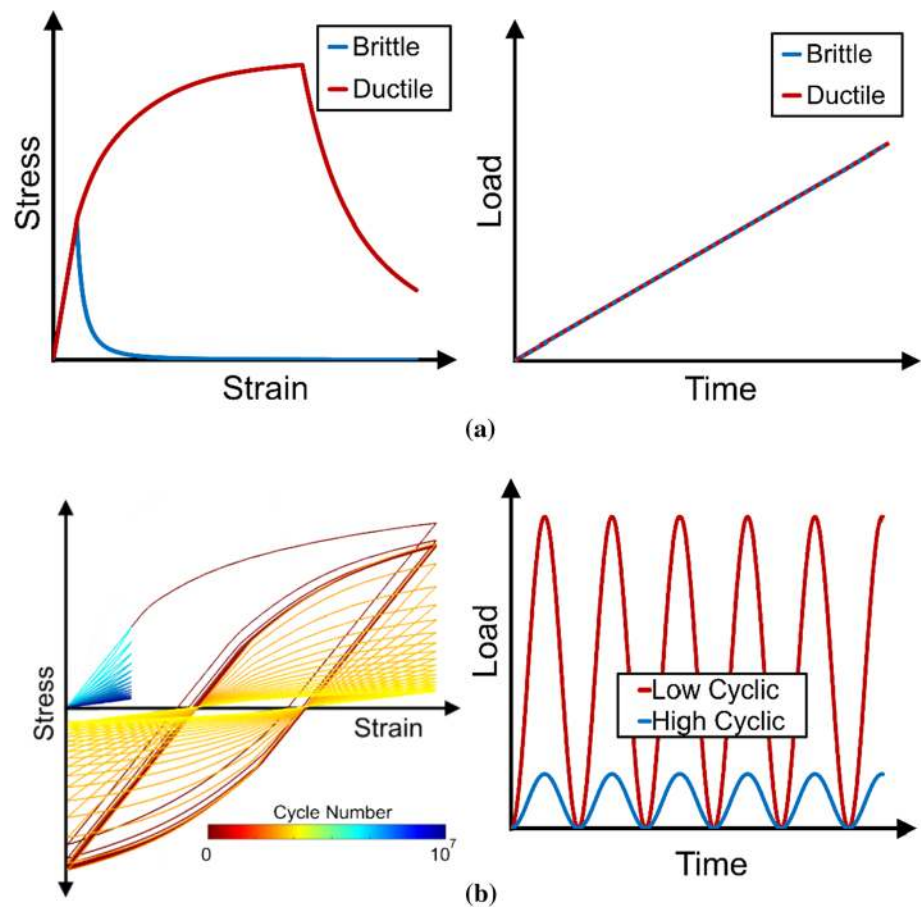 Stress
Brittle
Ductile
Strain
Load
Brittle
Ductile
Time
(a)
Stress
Strain
Cycle Number
0
10^7
Load
Low Cyclic
High Cyclic
Time
(b)